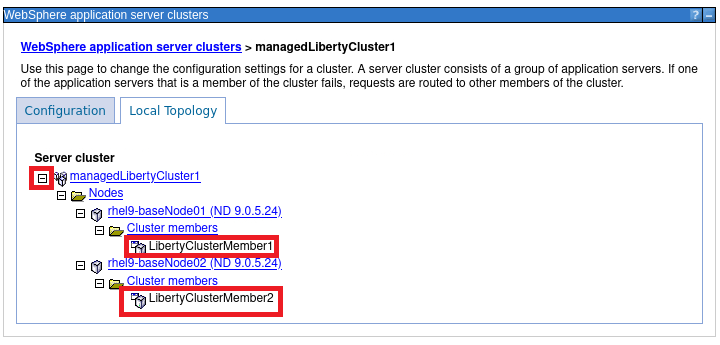 WebSphere application server clusters
? –
WebSphere application server clusters > managedLibertyCluster1
Use this page to change the configuration settings for a cluster. A server cluster consists of a group of application servers. If one
of the application servers that is a member of the cluster fails, requests are routed to other members of the cluster.
Configuration
Local Topology
Server cluster
managedLibertyCluster1
Nodes
rhel9-baseNode01 (ND 9.0.5.24)
Cluster members
LibertyClusterMember1
rhel9-baseNode02 (ND 9.0.5.24)
Cluster members
LibertyClusterMember2